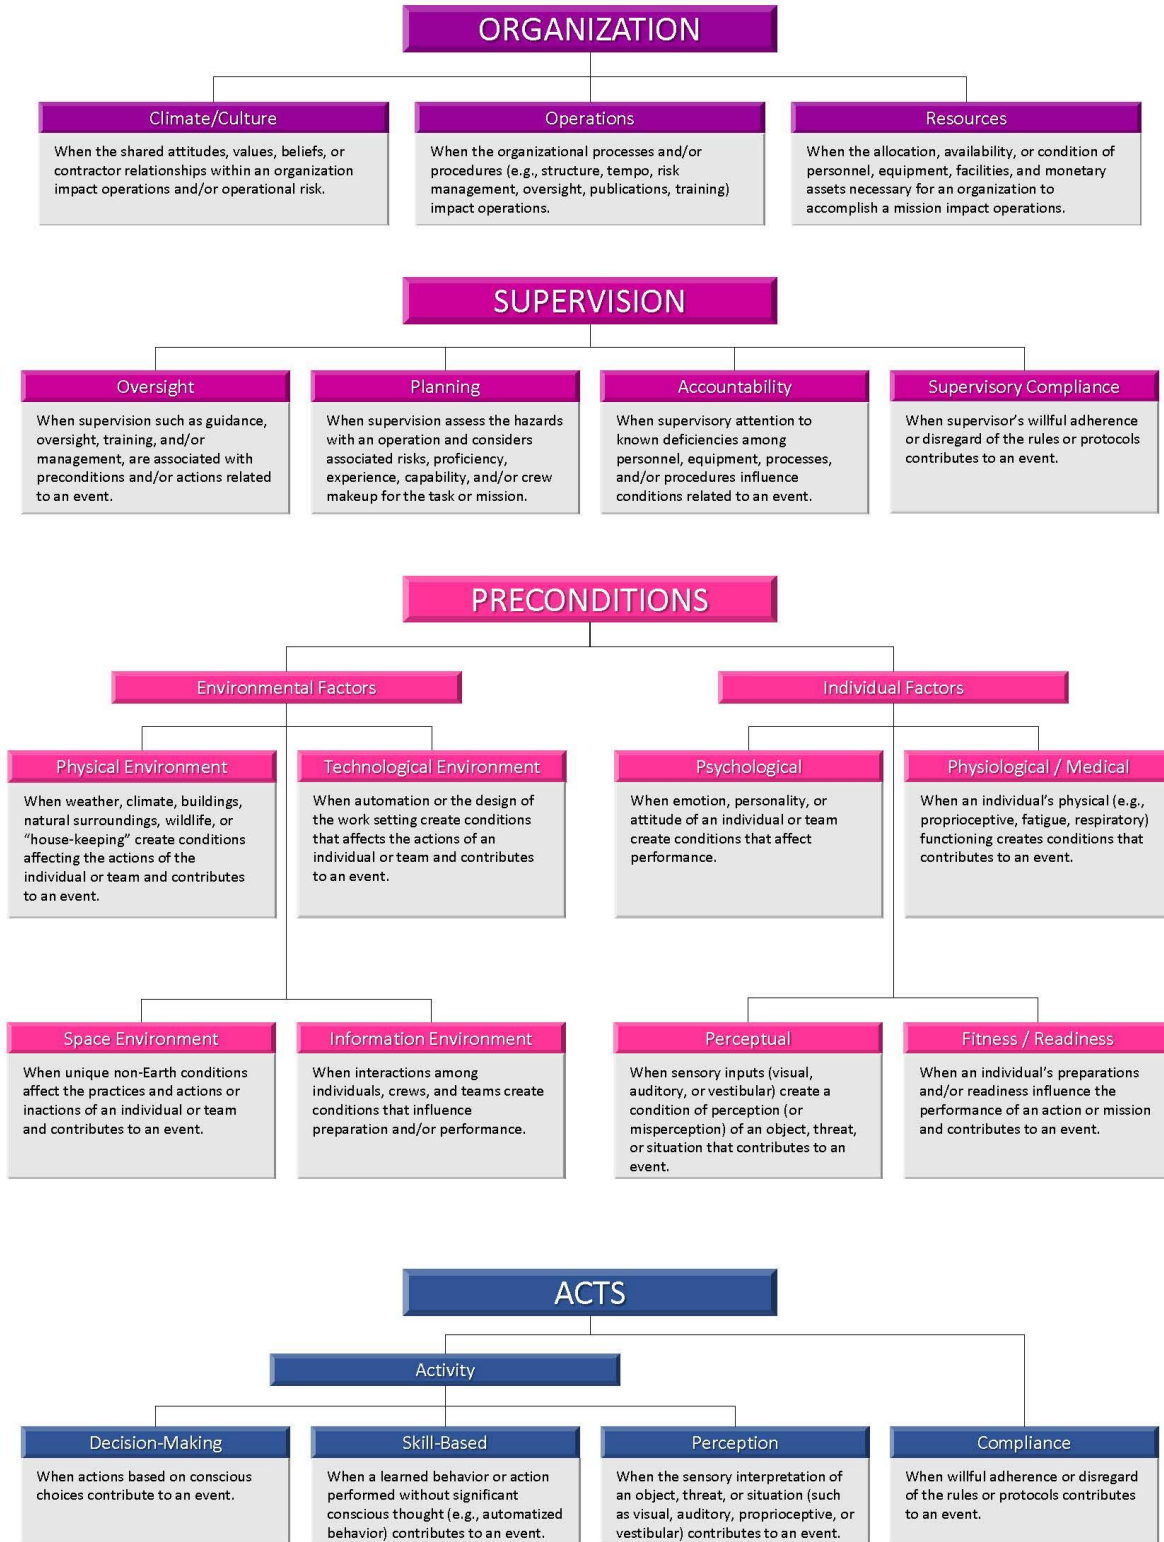 ORGANIZATION
Climate/Culture
When the shared attitudes, values, beliefs, or
contractor relationships within an organization
impact operations and/or operational risk.
Operations
When the organizational processes and/or
procedures (e.g., structure, tempo, risk
management, oversight, publications, training)
impact operations.
Resources
When the allocation, availability, or condition of
personnel, equipment, facilities, and monetary
assets necessary for an organization to
accomplish a mission impact operations.
SUPERVISION
Oversight
When supervision such as guidance,
oversight, training, and/or
management, are associated with
preconditions and/or actions related
to an event.
Planning
When supervision assess the hazards
with an operation and considers
associated risks, proficiency,
experience, capability, and/or crew
makeup for the task or mission.
Accountability
When supervisory attention to
known deficiencies among
personnel, equipment, processes,
and/or procedures influence
conditions related to an event.
Supervisory Compliance
When supervisor's willful adherence
or disregard of the rules or protocols
contributes to an event.
PRECONDITIONS
Environmental Factors
Individual Factors
Physical Environment
When weather, climate, buildings,
natural surroundings, wildlife, or
“house-keeping” create conditions
affecting the actions of the
individual or team and contributes
to an event.
Technological Environment
When automation or the design of
the work setting create conditions
that affects the actions of an
individual or team and contributes
to an event.
Psychological
When emotion, personality, or
attitude of an individual or team
create conditions that affect
performance.
Physiological / Medical
When an individual's physical (e.g.,
proprioceptive, fatigue, respiratory)
functioning creates conditions that
contributes to an event.
Space Environment
When unique non-Earth conditions
affect the practices and actions or
inactions of an individual or team
and contributes to an event.
Information Environment
When interactions among
individuals, crews, and teams create
conditions that influence
preparation and/or performance.
Perceptual
When sensory inputs (visual,
auditory, or vestibular) create a
condition of perception (or
misperception) of an object, threat,
or situation that contributes to an
event.
Fitness / Readiness
When an individual's preparations
and/or readiness influence the
performance of an action or mission
and contributes to an event.
ACTS
Activity
Decision-Making
When actions based on conscious
choices contribute to an event.
Skill-Based
When a learned behavior or action
performed without significant
conscious thought (e.g., automatized
behavior) contributes to an event.
Perception
When the sensory interpretation of
an object, threat, or situation (such
as visual, auditory, proprioceptive, or
vestibular) contributes to an event.
Compliance
When willful adherence or disregard
of the rules or protocols contributes
to an event.